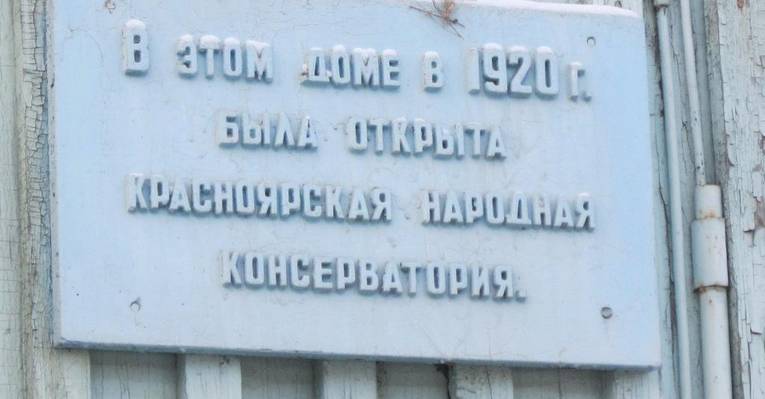 В ЭТОМ ДОМЕ В 1920 Г.
БЫЛА ОТКРЫТА
КРАСНОЯРСКАЯ НАРОДНАЯ
КОНСЕРВАТОРИЯ.